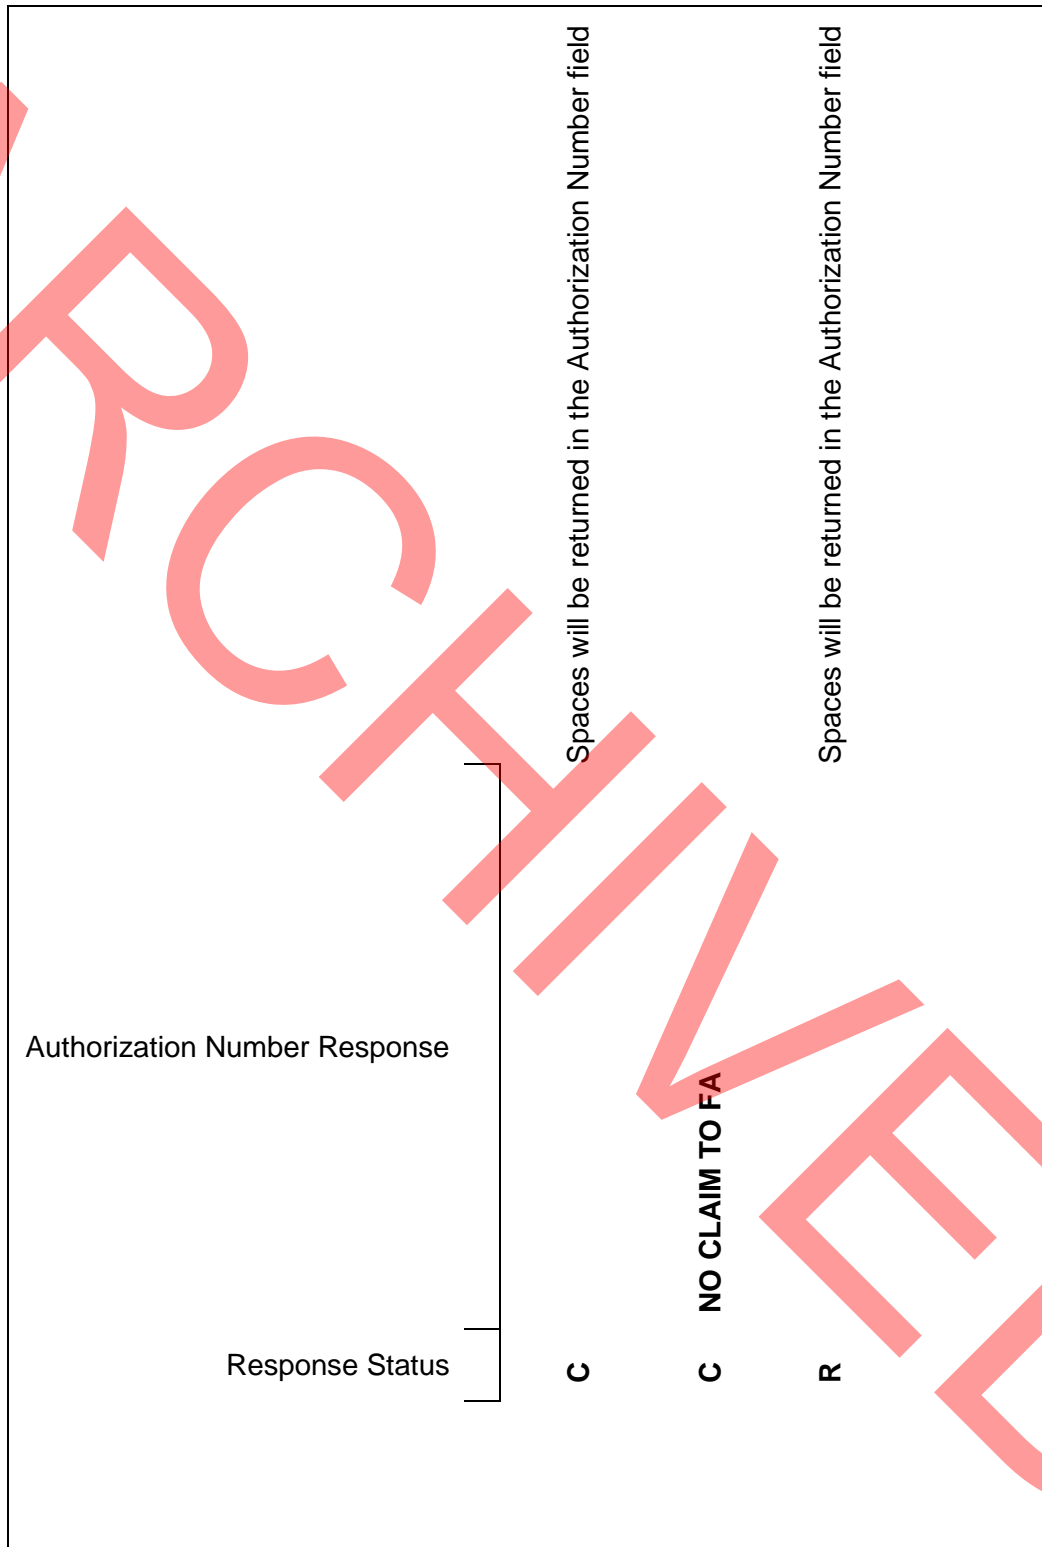 Authorization Number Response
Response Status
C Spaces will be returned in the Authorization Number field
C NO CLAIM TO FA
R Spaces will be returned in the Authorization Number field
ARCHIVED